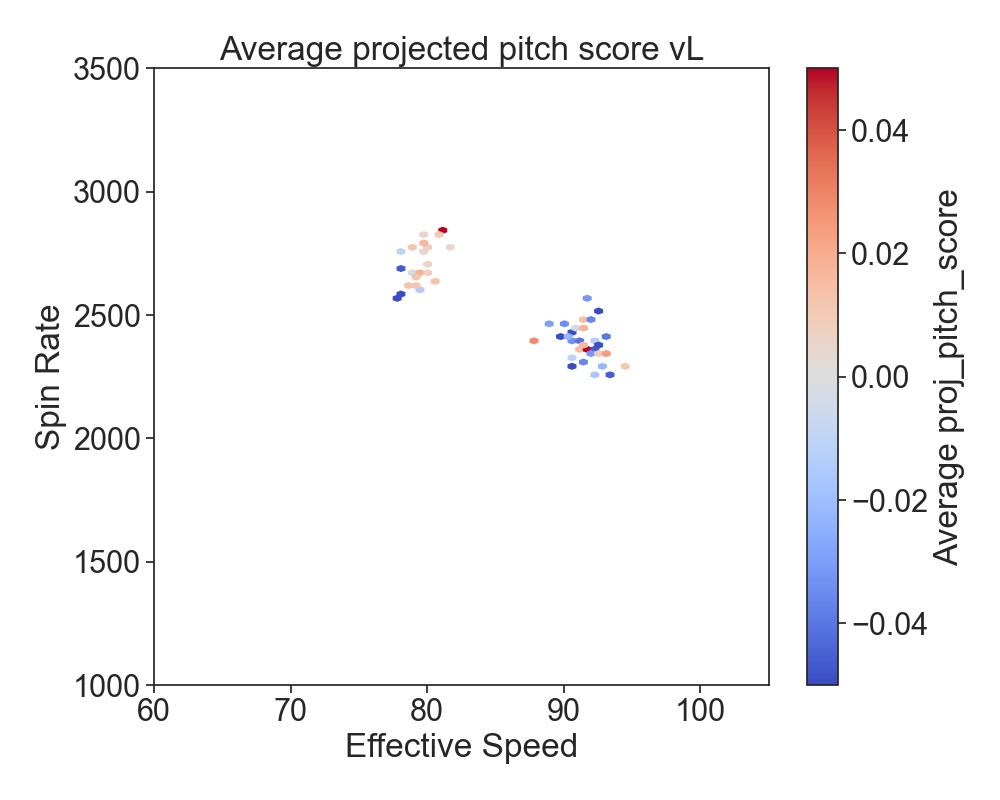 Average projected pitch score vL
3500
3000
2500
2000
1500
1000
Spin Rate
60 70 80 90 100
Effective Speed
0.04
0.02
0.00
−0.02
−0.04
Average proj_pitch_score